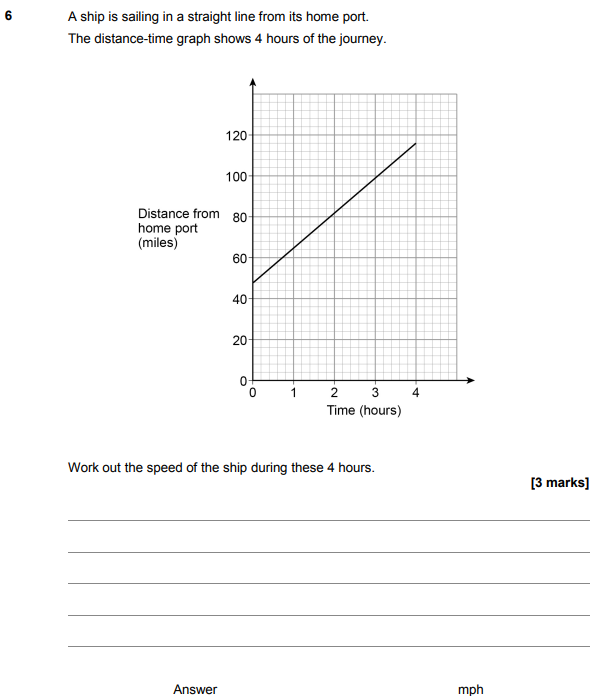 6 A ship is sailing in a straight line from its home port.
The distance-time graph shows 4 hours of the journey.
120
100
Distance from 80
home port
(miles)
60
40
20
0
0 1 2 3 4
Time (hours)
Work out the speed of the ship during these 4 hours.
[3 marks]
Answer mph